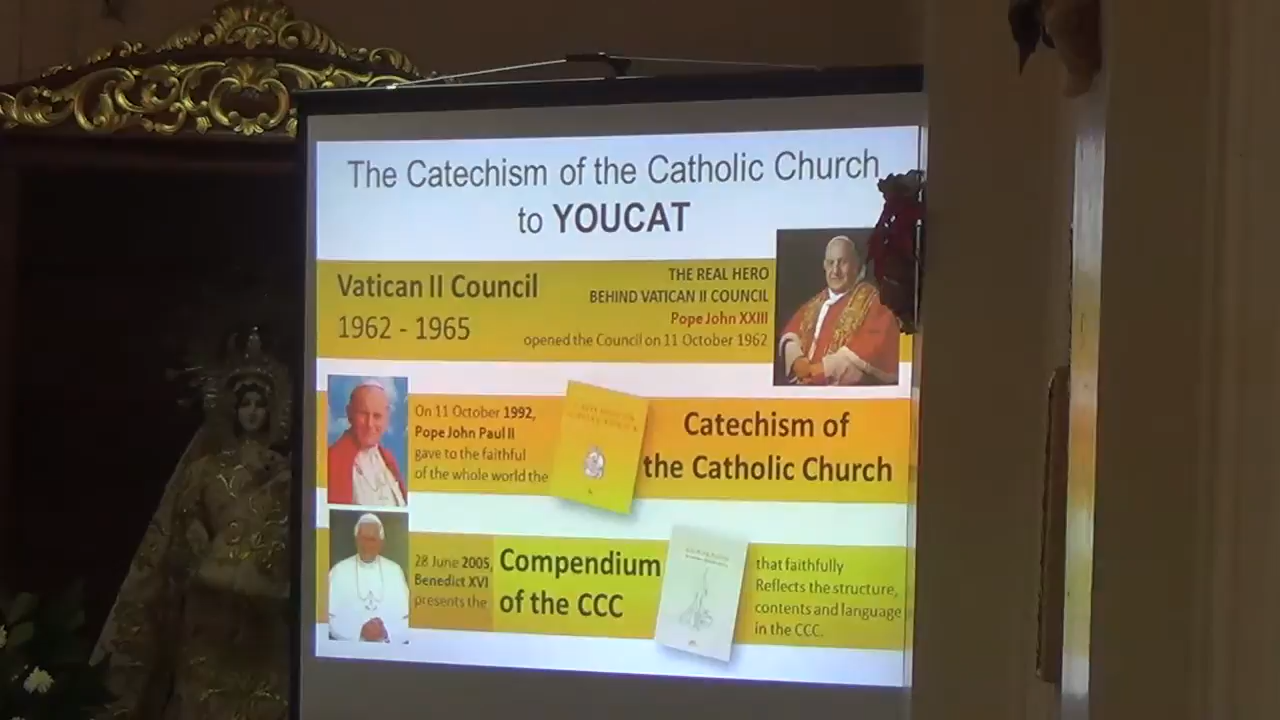 The Catechism of the Catholic Church
to YOUCAT
Vatican II Council
1962 - 1965
THE REAL HERO
BEHIND VATICAN II COUNCIL
Pope John XXIII
opened the Council on 11 October 1962
On 11 October 1992,
Pope John Paul II
gave to the faithful
of the whole world the
Catechism of
the Catholic Church
28 June 2005,
Benedict XVI
presents the
Compendium
of the CCC
that faithfully
Reflects the structure,
contents and language
in the CCC.